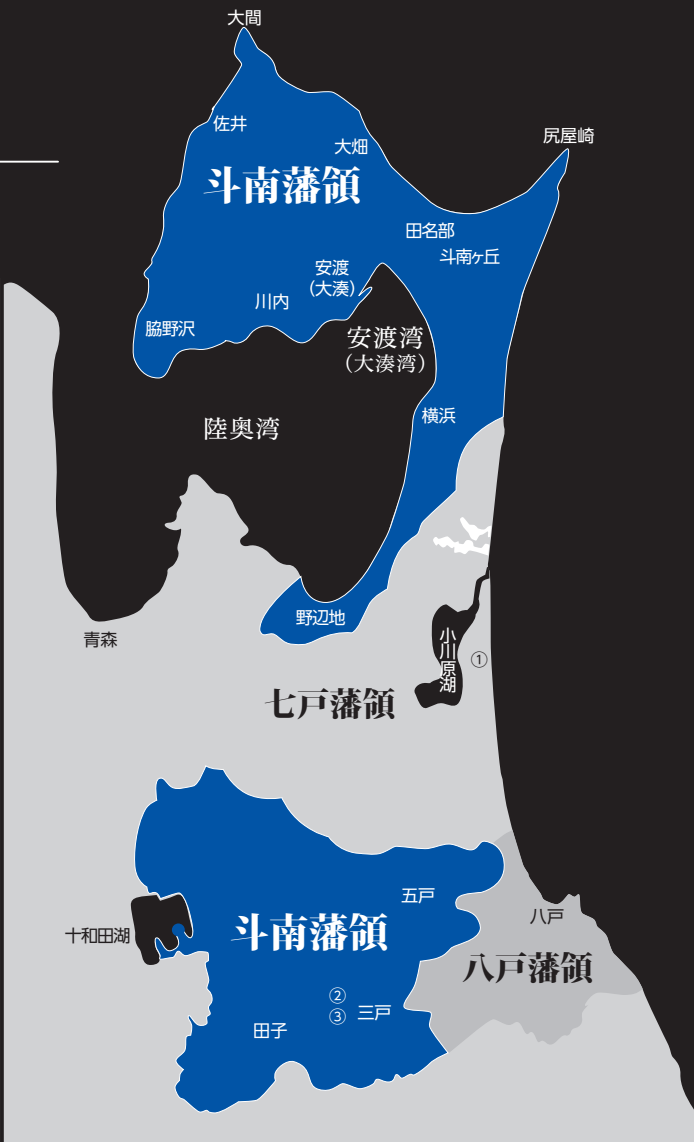 大間
佐井
大畑
尻屋崎
斗南藩領
田名部
斗南ヶ丘
安渡
(大湊)
川内
脇野沢
安渡湾
(大湊湾)
陸奥湾
横浜
野辺地
青森
小川原湖
①
七戸藩領
五戸
十和田湖
斗南藩領
八戸
八戸藩領
②
③
三戸
田子